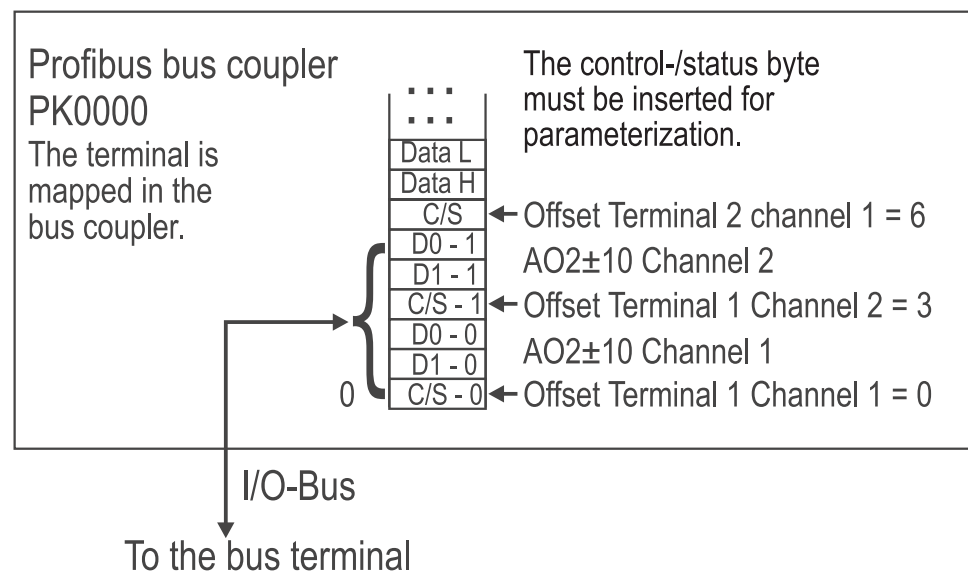 Profibus bus coupler
PK0000
The terminal is
mapped in the
bus coupler.
The control-/status byte
must be inserted for
parameterization.
...
...
Data L
Data H
C/S
Offset Terminal 2 channel 1 = 6
D0 - 1
AO2±10 Channel 2
D1 - 1
C/S - 1
Offset Terminal 1 Channel 2 = 3
D0 - 0
AO2±10 Channel 1
D1 - 0
0
C/S - 0
Offset Terminal 1 Channel 1 = 0
I/O-Bus
To the bus terminal